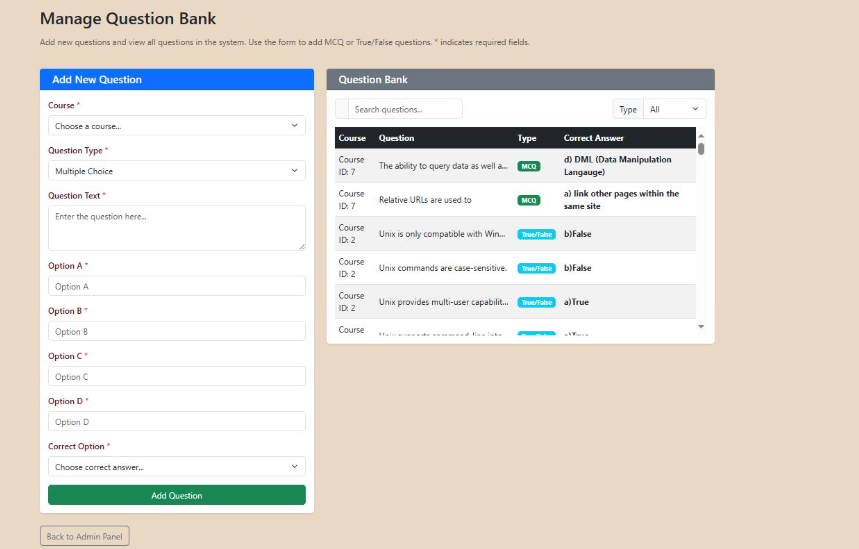 Manage Question Bank
Add new questions and view all questions in the system. Use the form to add MCQ or True/False questions. * indicates required fields.
Add New Question
Course *
Choose a course...
Question Type *
Multiple Choice
Question Text *
Enter the question here...
Option A *
Option A
Option B *
Option B
Option C *
Option C
Option D *
Option D
Correct Option *
Choose correct answer...
Add Question
Back to Admin Panel
Question Bank
Search questions...
Type All
Course Question Type Correct Answer
Course ID: 7 The ability to query data as well a... MCQ d) DML (Data Manipulation Langauge)
Course ID: 7 Relative URLs are used to MCQ a) link other pages within the same site
Course ID: 2 Unix is only compatible with Win... True/False b)False
Course ID: 2 Unix commands are case-sensitive. True/False b)False
Course ID: 2 Unix provides multi-user capabilit... True/False a)True
Course Unix supports command-line inte... True/False a)True